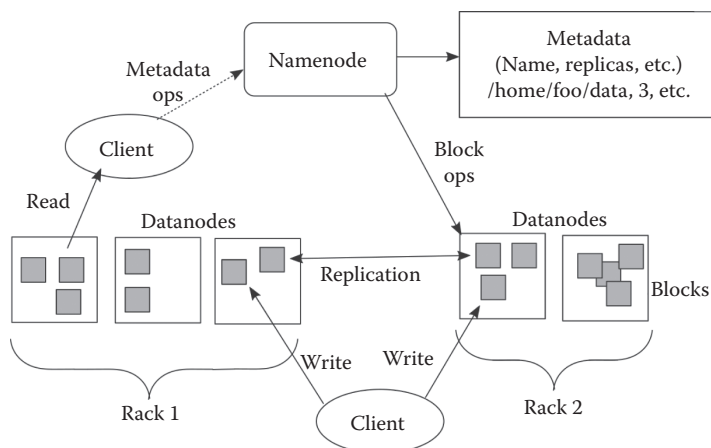 Metadata
ops
Namenode
Metadata
(Name, replicas, etc.)
/home/foo/data, 3, etc.
Client
Block
ops
Read
Datanodes
Datanodes
Replication
Blocks
Write
Write
Rack 1
Client
Rack 2